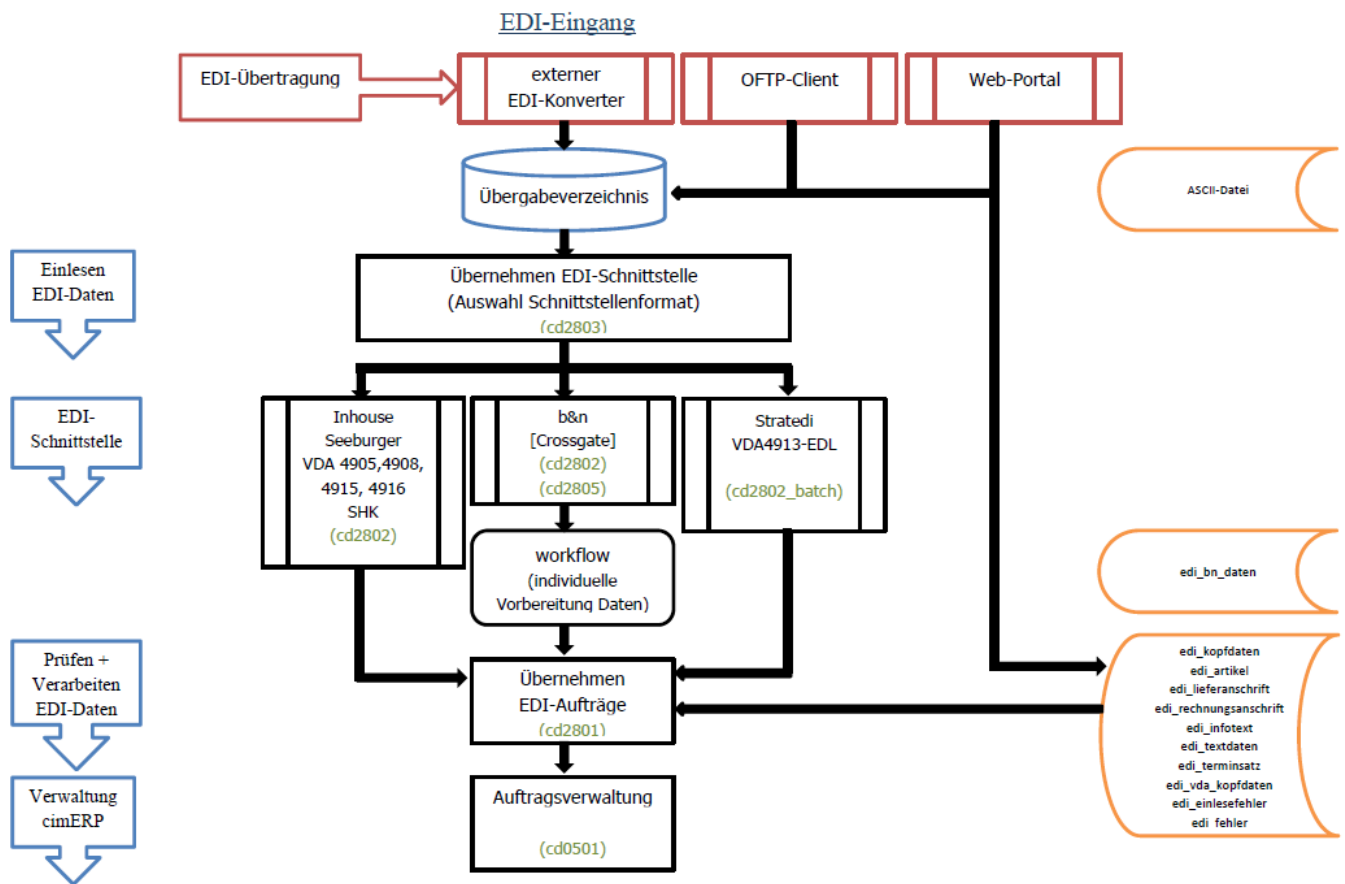 EDI-Eingang
EDI-Übertragung
externer
EDI-Konverter
OFTP-Client
Web-Portal
Übergabeverzeichnis
ASCII-Datei
Einlesen
EDI-Daten
Übernehmen EDI-Schnittstelle
(Auswahl Schnittstellenformat)
(cd2803)
EDI-
Schnittstelle
Inhouse
Seeburger
VDA 4905,4908,
4915, 4916
SHK
(cd2802)
b&n
[Crossgate]
(cd2802)
(cd2805)
Stratedi
VDA4913-EDL
(cd2802_batch)
workflow
(individuelle
Vorbereitung Daten)
edi_bn_daten
Prüfen +
Verarbeiten
EDI-Daten
Übernehmen
EDI-Aufträge
(cd2801)
edi_kopfdaten
edi_artikel
edi_lieferanschrift
edi_rechnungsanschrift
edi_infotext
edi_textdaten
edi_terminsatz
edi_vda_kopfdaten
edi_einlesefehler
edi_fehler
Verwaltung
cimERP
Auftragsverwaltung
(cd0501)